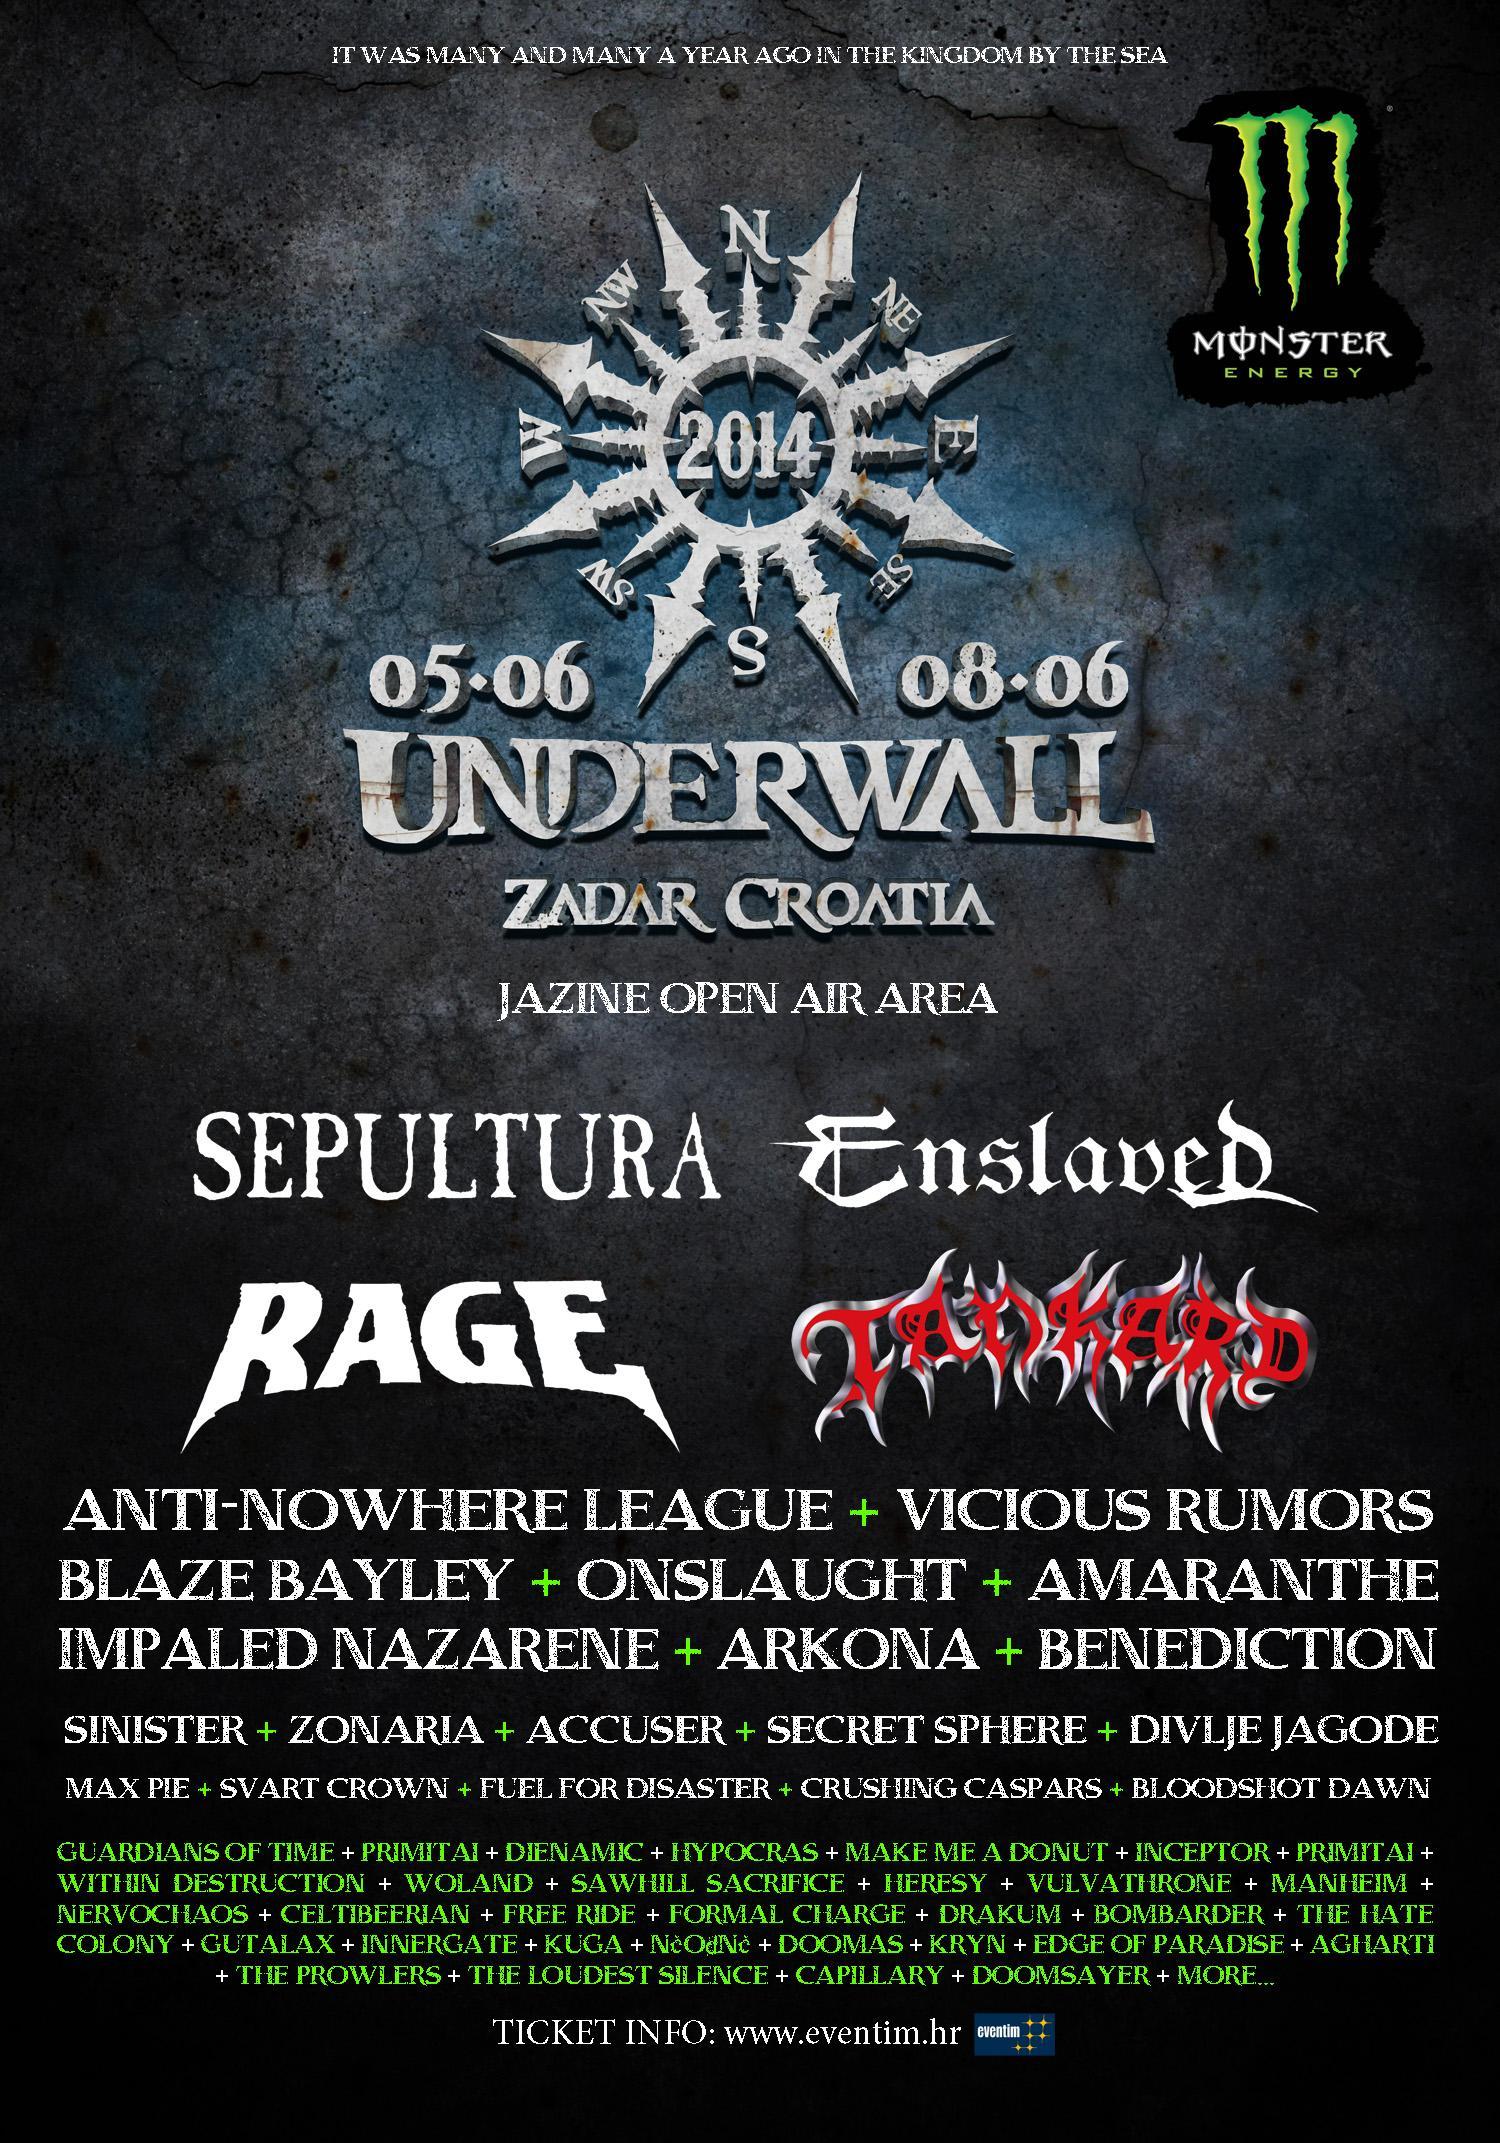 IT WAS MANY AND MANY A YEAR AGO IN THE KINGDOM BY THE SEA
®
MONSTER
ENERGY
N
NW
NE
W
2014
E
SW
SE
S
05·06
08·06
UNDERWALL
ZADAR CROATIA
JAZINE OPEN AIR AREA
SEPULTURA
Enslaved
RAGE
TANKARD
ANTI-NOWHERE LEAGUE + VICIOUS RUMORS
BLAZE BAYLEY + ONSLAUGHT + AMARANTHE
IMPALED NAZARENE + ARKONA + BENEDICTION
SINISTER + ZONARIA + ACCUSER + SECRET SPHERE + DIVLJE JAGODE
MAX PIE + SVART CROWN + FUEL FOR DISASTER + CRUSHING CASPARS + BLOODSHOT DAWN
GUARDIANS OF TIME + PRIMITAI + DIENAMIC + HYPOCRAS + MAKE ME A DONUT + INCEPTOR + PRIMITAI +
WITHIN DESTRUCTION + WOLAND + SAWHILL SACRIFICE + HERESY + VULVATHRONE + MANHEIM +
NERVOCHAOS + CELTIBEERIAN + FREE RIDE + FORMAL CHARGE + DRAKUM + BOMBARDER + THE HATE
COLONY + GUTALAX + INNERGATE + KUGA + NèOdNè + DOOMAS + KRYN + EDGE OF PARADISE + AGHARTI
+ THE PROWLERS + THE LOUDEST SILENCE + CAPILLARY + DOOMSAYER + MORE...
TICKET INFO: www.eventim.hr eventim